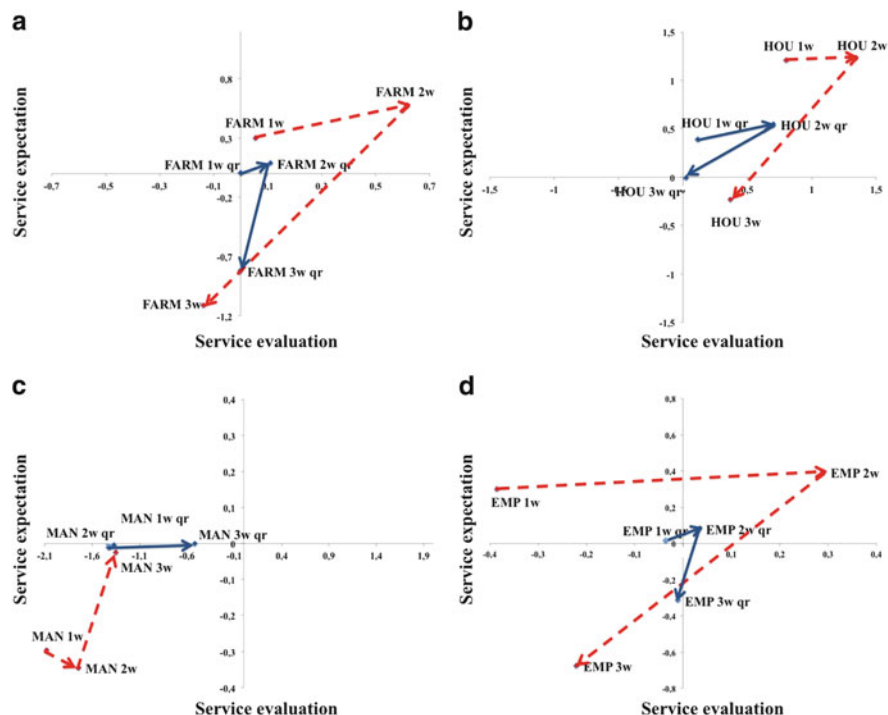 a
Service expectation
0,8
FARM 2w
FARM 1w
0,3
FARM 1w qr
FARM 2w qr
-0,7
-0,5
-0,3
-0,1
0,1
0,3
0,5
0,7
-0,2
-0,7
FARM 3w qr
FARM 3w
-1,2
Service evaluation
b
Service expectation
1,5
HOU 1w
HOU 2w
1
HOU 1w qr
0,5
HOU 2w qr
0
-1,5
-1
-0,5
0,5
1
1,5
HOU 3w qr
HOU 3w
-0,5
-1
-1,5
Service evaluation
c
Service expectation
0,4
0,3
0,2
0,1
MAN 1w qr
MAN 2w qr
MAN 3w qr
0
-2,1
-1,6
-1,1
-0,6
-0,1
0,4
0,9
1,4
1,9
MAN 3w
-0,1
-0,2
MAN 1w
-0,3
MAN 2w
-0,4
Service evaluation
d
Service expectation
0,8
0,6
0,4
EMP 2w
EMP 1w
0,2
EMP 1w qr
EMP 2w qr
0
-0,4
-0,3
-0,2
-0,1
0,1
0,2
0,3
0,4
-0,2
EMP 3w qr
-0,4
-0,6
EMP 3w
-0,8
Service evaluation